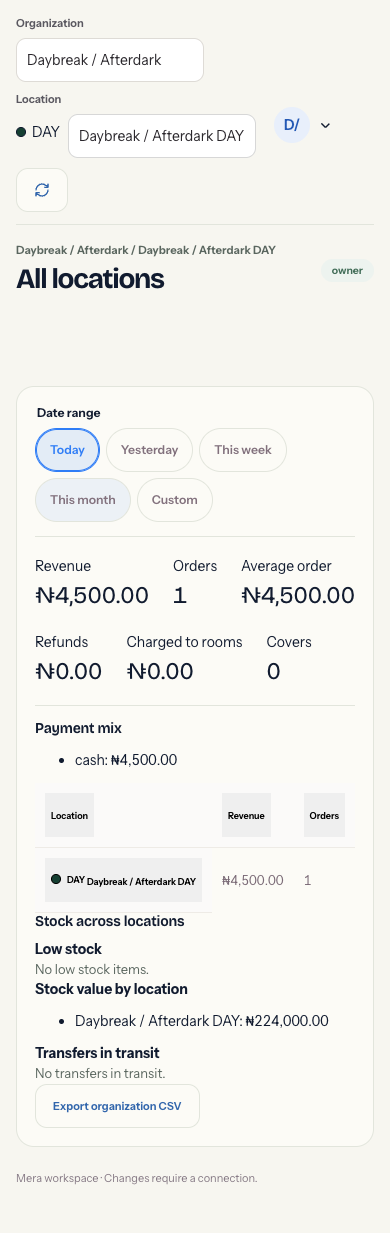 Organization
Daybreak / Afterdark
Location
DAY
Daybreak / Afterdark DAY
D/
Daybreak / Afterdark / Daybreak / Afterdark DAY
All locations
owner
Date range
Today Yesterday This week
This month Custom
Revenue Orders Average order
₦4,500.00 1 ₦4,500.00
Refunds Charged to rooms Covers
₦0.00 ₦0.00 0
Payment mix
• cash: ₦4,500.00
Location Revenue Orders
DAY Daybreak / Afterdark DAY ₦4,500.00 1
Stock across locations
Low stock
No low stock items.
Stock value by location
• Daybreak / Afterdark DAY: ₦224,000.00
Transfers in transit
No transfers in transit.
Export organization CSV
Mera workspace · Changes require a connection.